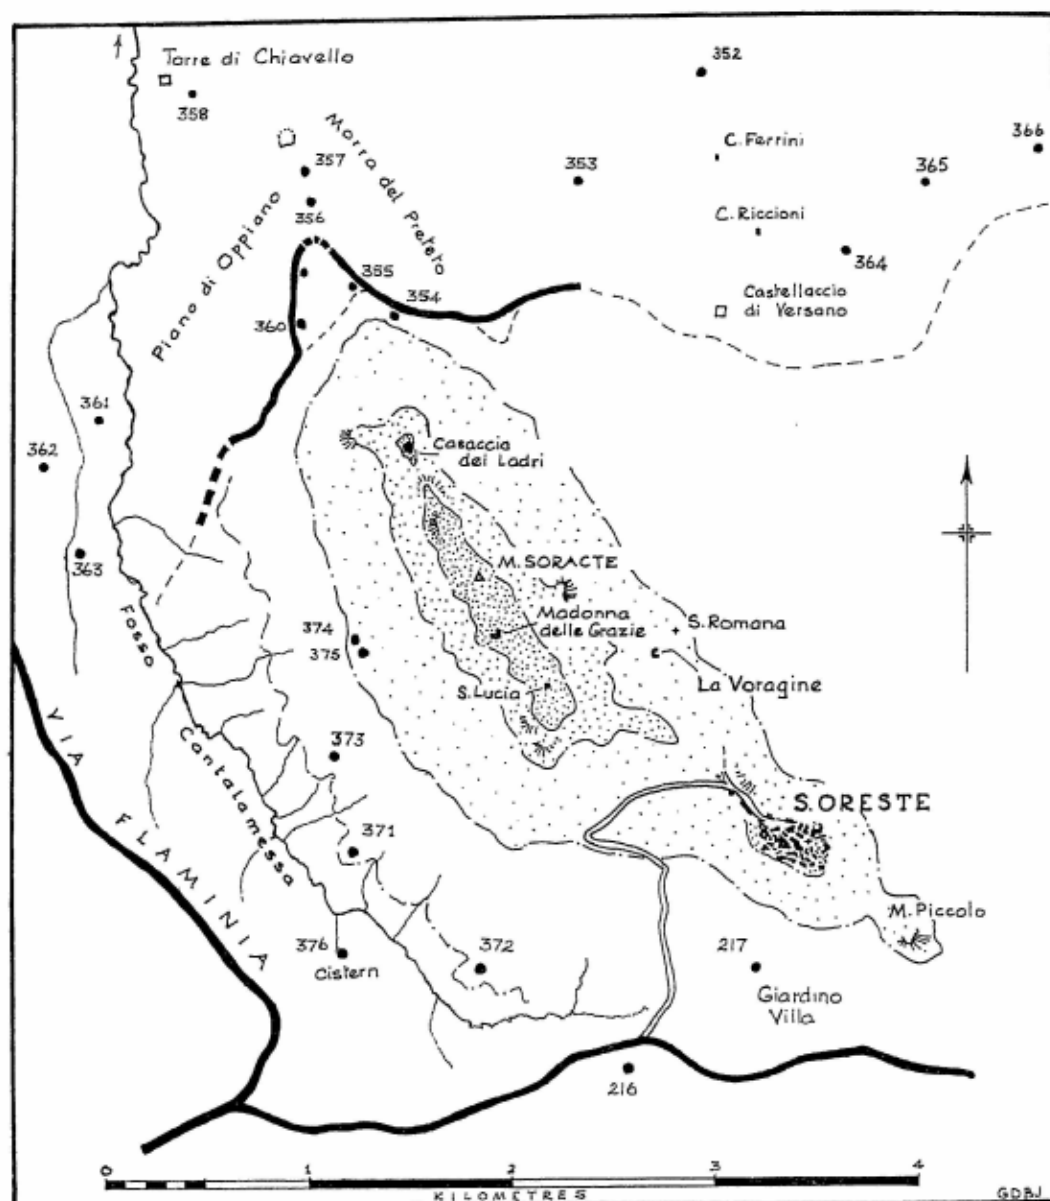 Torre di Chiavello
358
352
366
357
Morra del Preteto
353
C. Ferrini
365
356
C. Riccioni
Piano di Oppiano
355
364
354
Castellaccio
di Versano
360
361
362
Casaccia
dei Ladri
363
M. SORACTE
Fosso
Cantalamessa
Madonna
delle Grazie
S. Romana
374
375
S. Lucia
La Voragine
VIA FLAMINIA
373
S. ORESTE
371
M. Piccolo
376
Cistern
372
217
Giardino
Villa
216
0 1 2 3 4
KILOMETRES
GDBJ